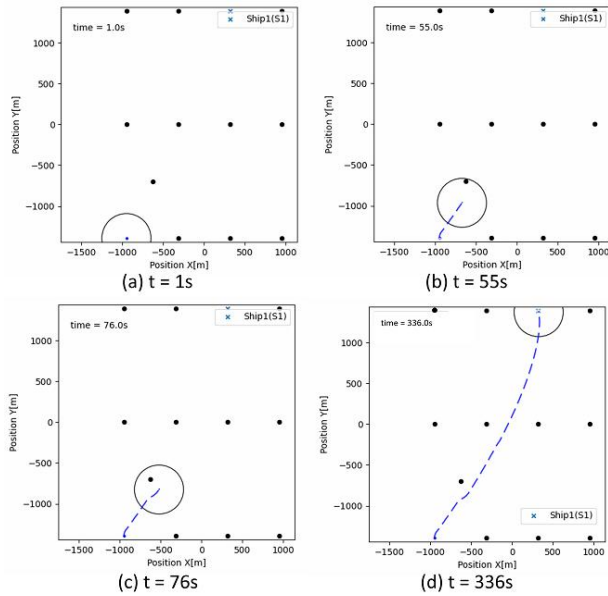 1000
500
0
−500
−1000
Position Y[m]
time = 1.0s
Ship1(S1)
−1500
−1000
−500
0
500
1000
Position X[m]
(a) t = 1s
1000
500
0
−500
−1000
Position Y[m]
time = 55.0s
Ship1(S1)
−1500
−1000
−500
0
500
1000
Position X[m]
(b) t = 55s
1000
500
0
−500
−1000
Position Y[m]
time = 76.0s
Ship1(S1)
−1500
−1000
−500
0
500
1000
Position X[m]
(c) t = 76s
1000
500
0
−500
−1000
Position Y[m]
time = 336.0s
Ship1(S1)
−1500
−1000
−500
0
500
1000
Position X[m]
(d) t = 336s